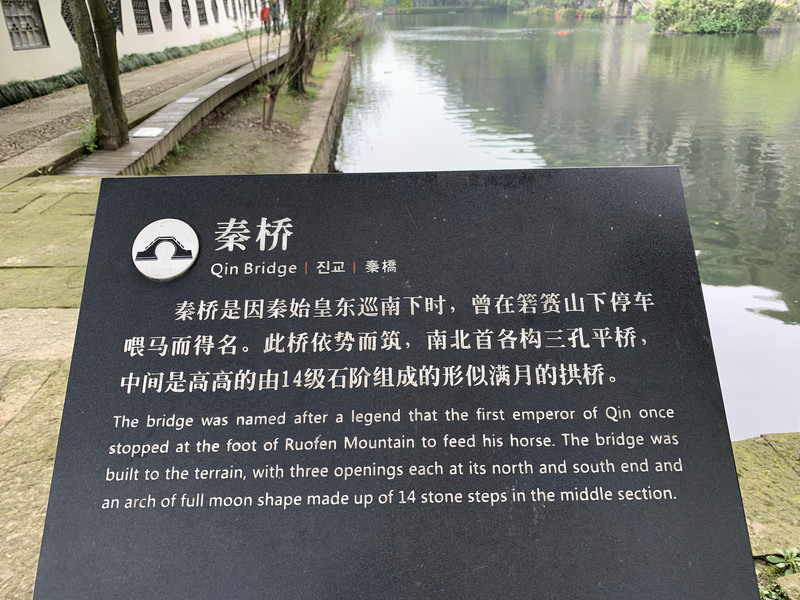 秦桥
Qin Bridge | 진교 | 秦橋
秦桥是因秦始皇东巡南下时，曾在箬篑山下停车
喂马而得名。此桥依势而筑，南北首各构三孔平桥，
中间是高高的由14级石阶组成的形似满月的拱桥。
The bridge was named after a legend that the first emperor of Qin once
stopped at the foot of Ruofen Mountain to feed his horse. The bridge was
built to the terrain, with three openings each at its north and south end and
an arch of full moon shape made up of 14 stone steps in the middle section.